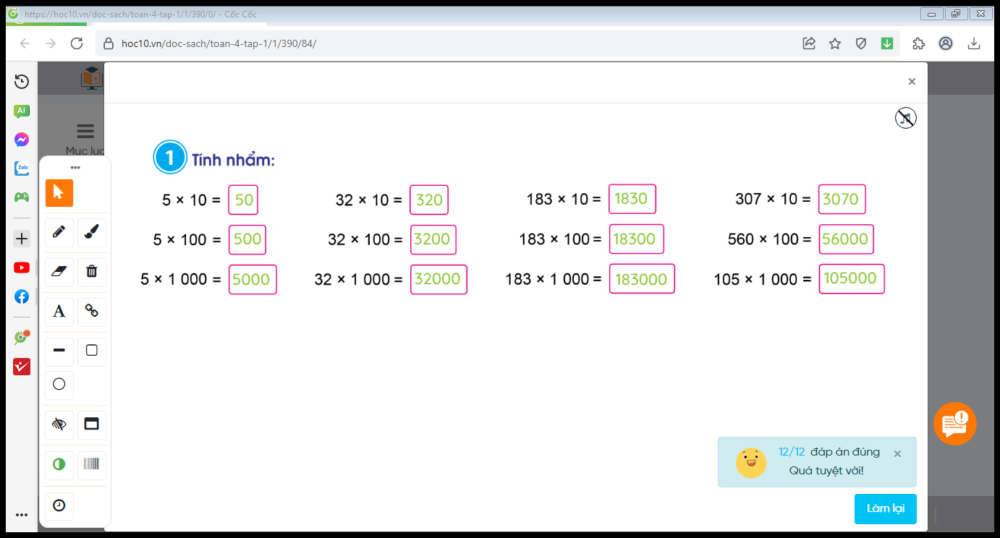 https://hoc10.vn/doc-sach/toan-4-tap-1/1/390/0/ - Cốc Cốc
hoc10.vn/doc-sach/toan-4-tap-1/1/390/84/
×
AI
Mục lục
Zalo
1 Tính nhẩm:
5 × 10 = 50 32 × 10 = 320 183 × 10 = 1830 307 × 10 = 3070
5 × 100 = 500 32 × 100 = 3200 183 × 100 = 18300 560 × 100 = 56000
5 × 1 000 = 5000 32 × 1 000 = 32000 183 × 1 000 = 183000 105 × 1 000 = 105000
A
12/12 đáp án đúng ×
Quá tuyệt vời!
Làm lại